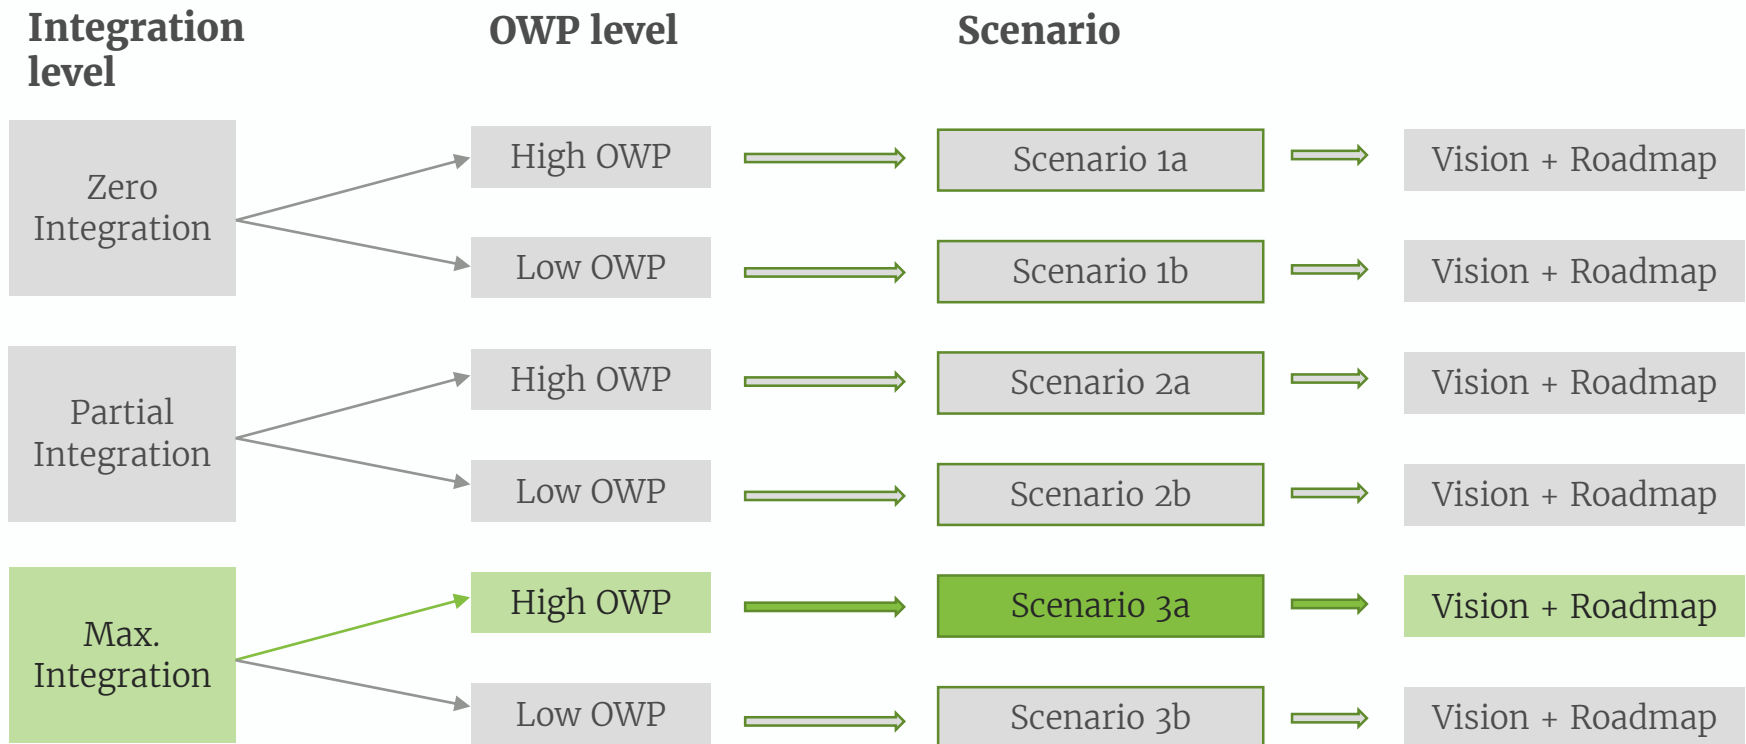 Integration
level
OWP level
Scenario
Zero
Integration
High OWP
Scenario 1a
Vision + Roadmap
Low OWP
Scenario 1b
Vision + Roadmap
Partial
Integration
High OWP
Scenario 2a
Vision + Roadmap
Low OWP
Scenario 2b
Vision + Roadmap
Max.
Integration
High OWP
Scenario 3a
Vision + Roadmap
Low OWP
Scenario 3b
Vision + Roadmap